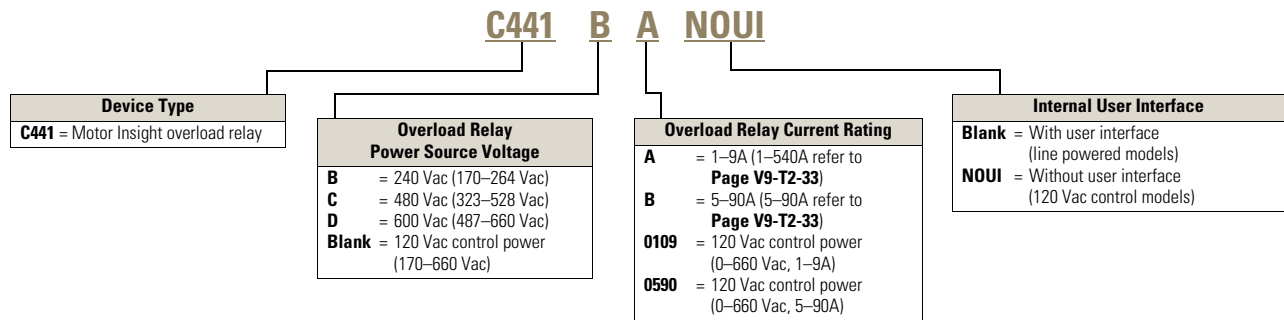 C441 B A NOUI
Device Type
C441 = Motor Insight overload relay
Overload Relay
Power Source Voltage
B = 240 Vac (170–264 Vac)
C = 480 Vac (323–528 Vac)
D = 600 Vac (487–660 Vac)
Blank = 120 Vac control power
(170–660 Vac)
Overload Relay Current Rating
A = 1–9A (1–540A refer to
Page V9-T2-33)
B = 5–90A (5–90A refer to
Page V9-T2-33)
0109 = 120 Vac control power
(0–660 Vac, 1–9A)
0590 = 120 Vac control power
(0–660 Vac, 5–90A)
Internal User Interface
Blank = With user interface
(line powered models)
NOUI = Without user interface
(120 Vac control models)